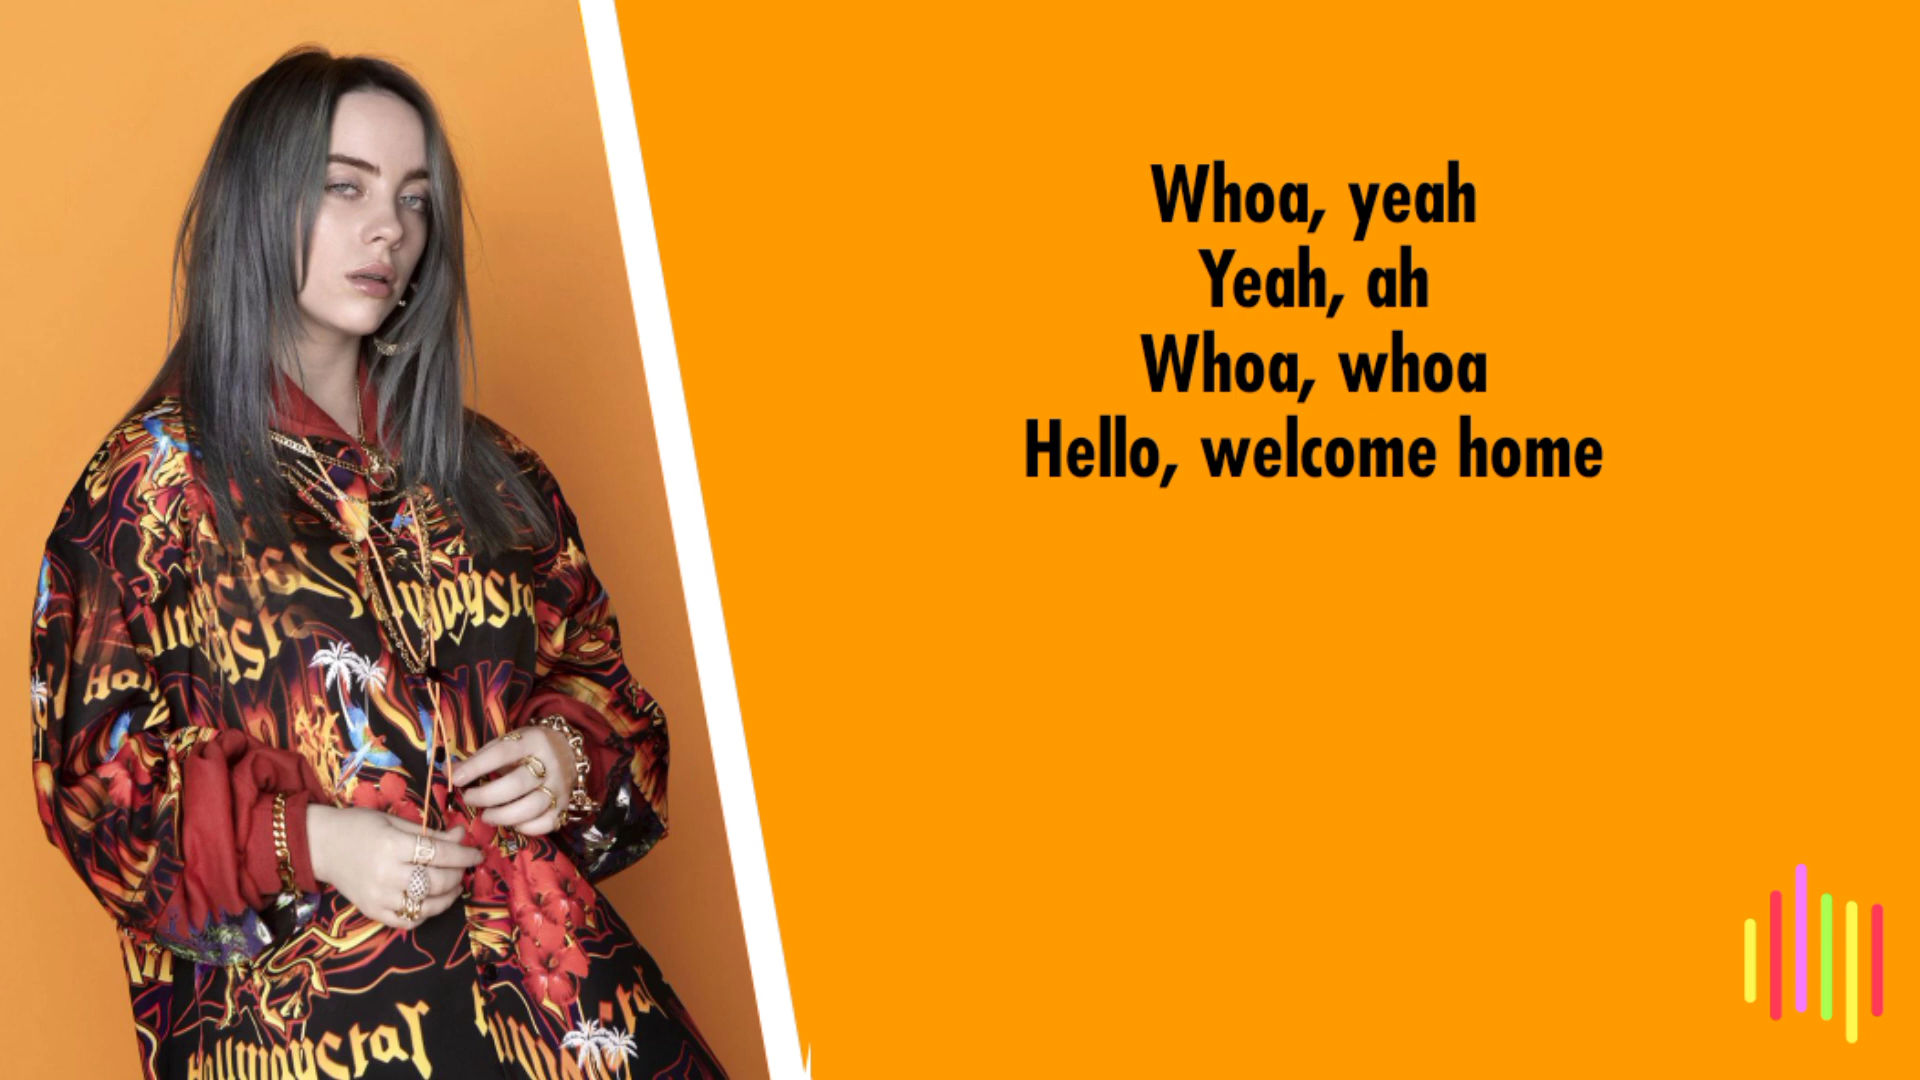 Whoa, yeah
Yeah, ah
Whoa, whoa
Hello, welcome home